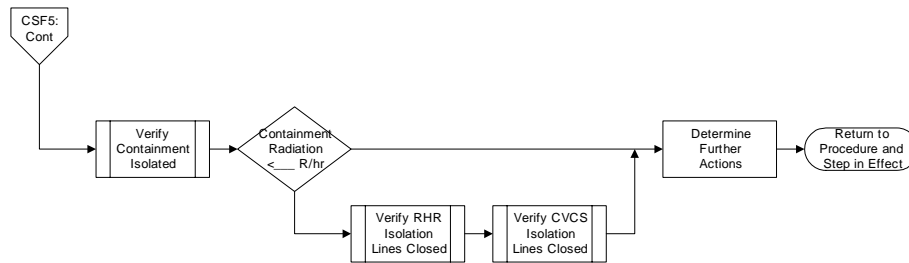 CSF5:
Cont
Verify
Containment
Isolated
Containment
Radiation
<___ R/hr
Determine
Further
Actions
Return to
Procedure and
Step in Effect
Verify RHR
Isolation
Lines Closed
Verify CVCS
Isolation
Lines Closed